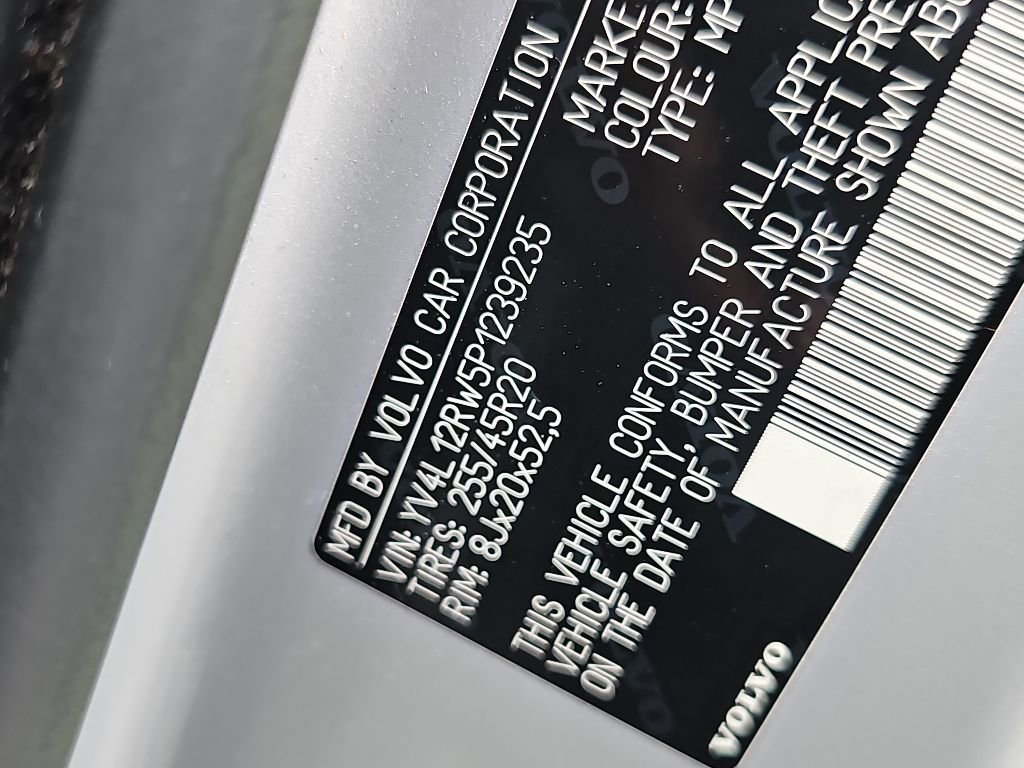 MFD BY VOLVO CAR CORPORATION
VIN: YV4L12RW5P1239235
TIRES: 255/45R20
RIM: 8Jx20x52,5
MARKE
COLOUR:
TYPE: MP
THIS VEHICLE CONFORMS TO ALL APPLIC
VEHICLE SAFETY, BUMPER AND THEFT PRE
ON THE DATE OF MANUFACTURE SHOWN ABO
VOLVO